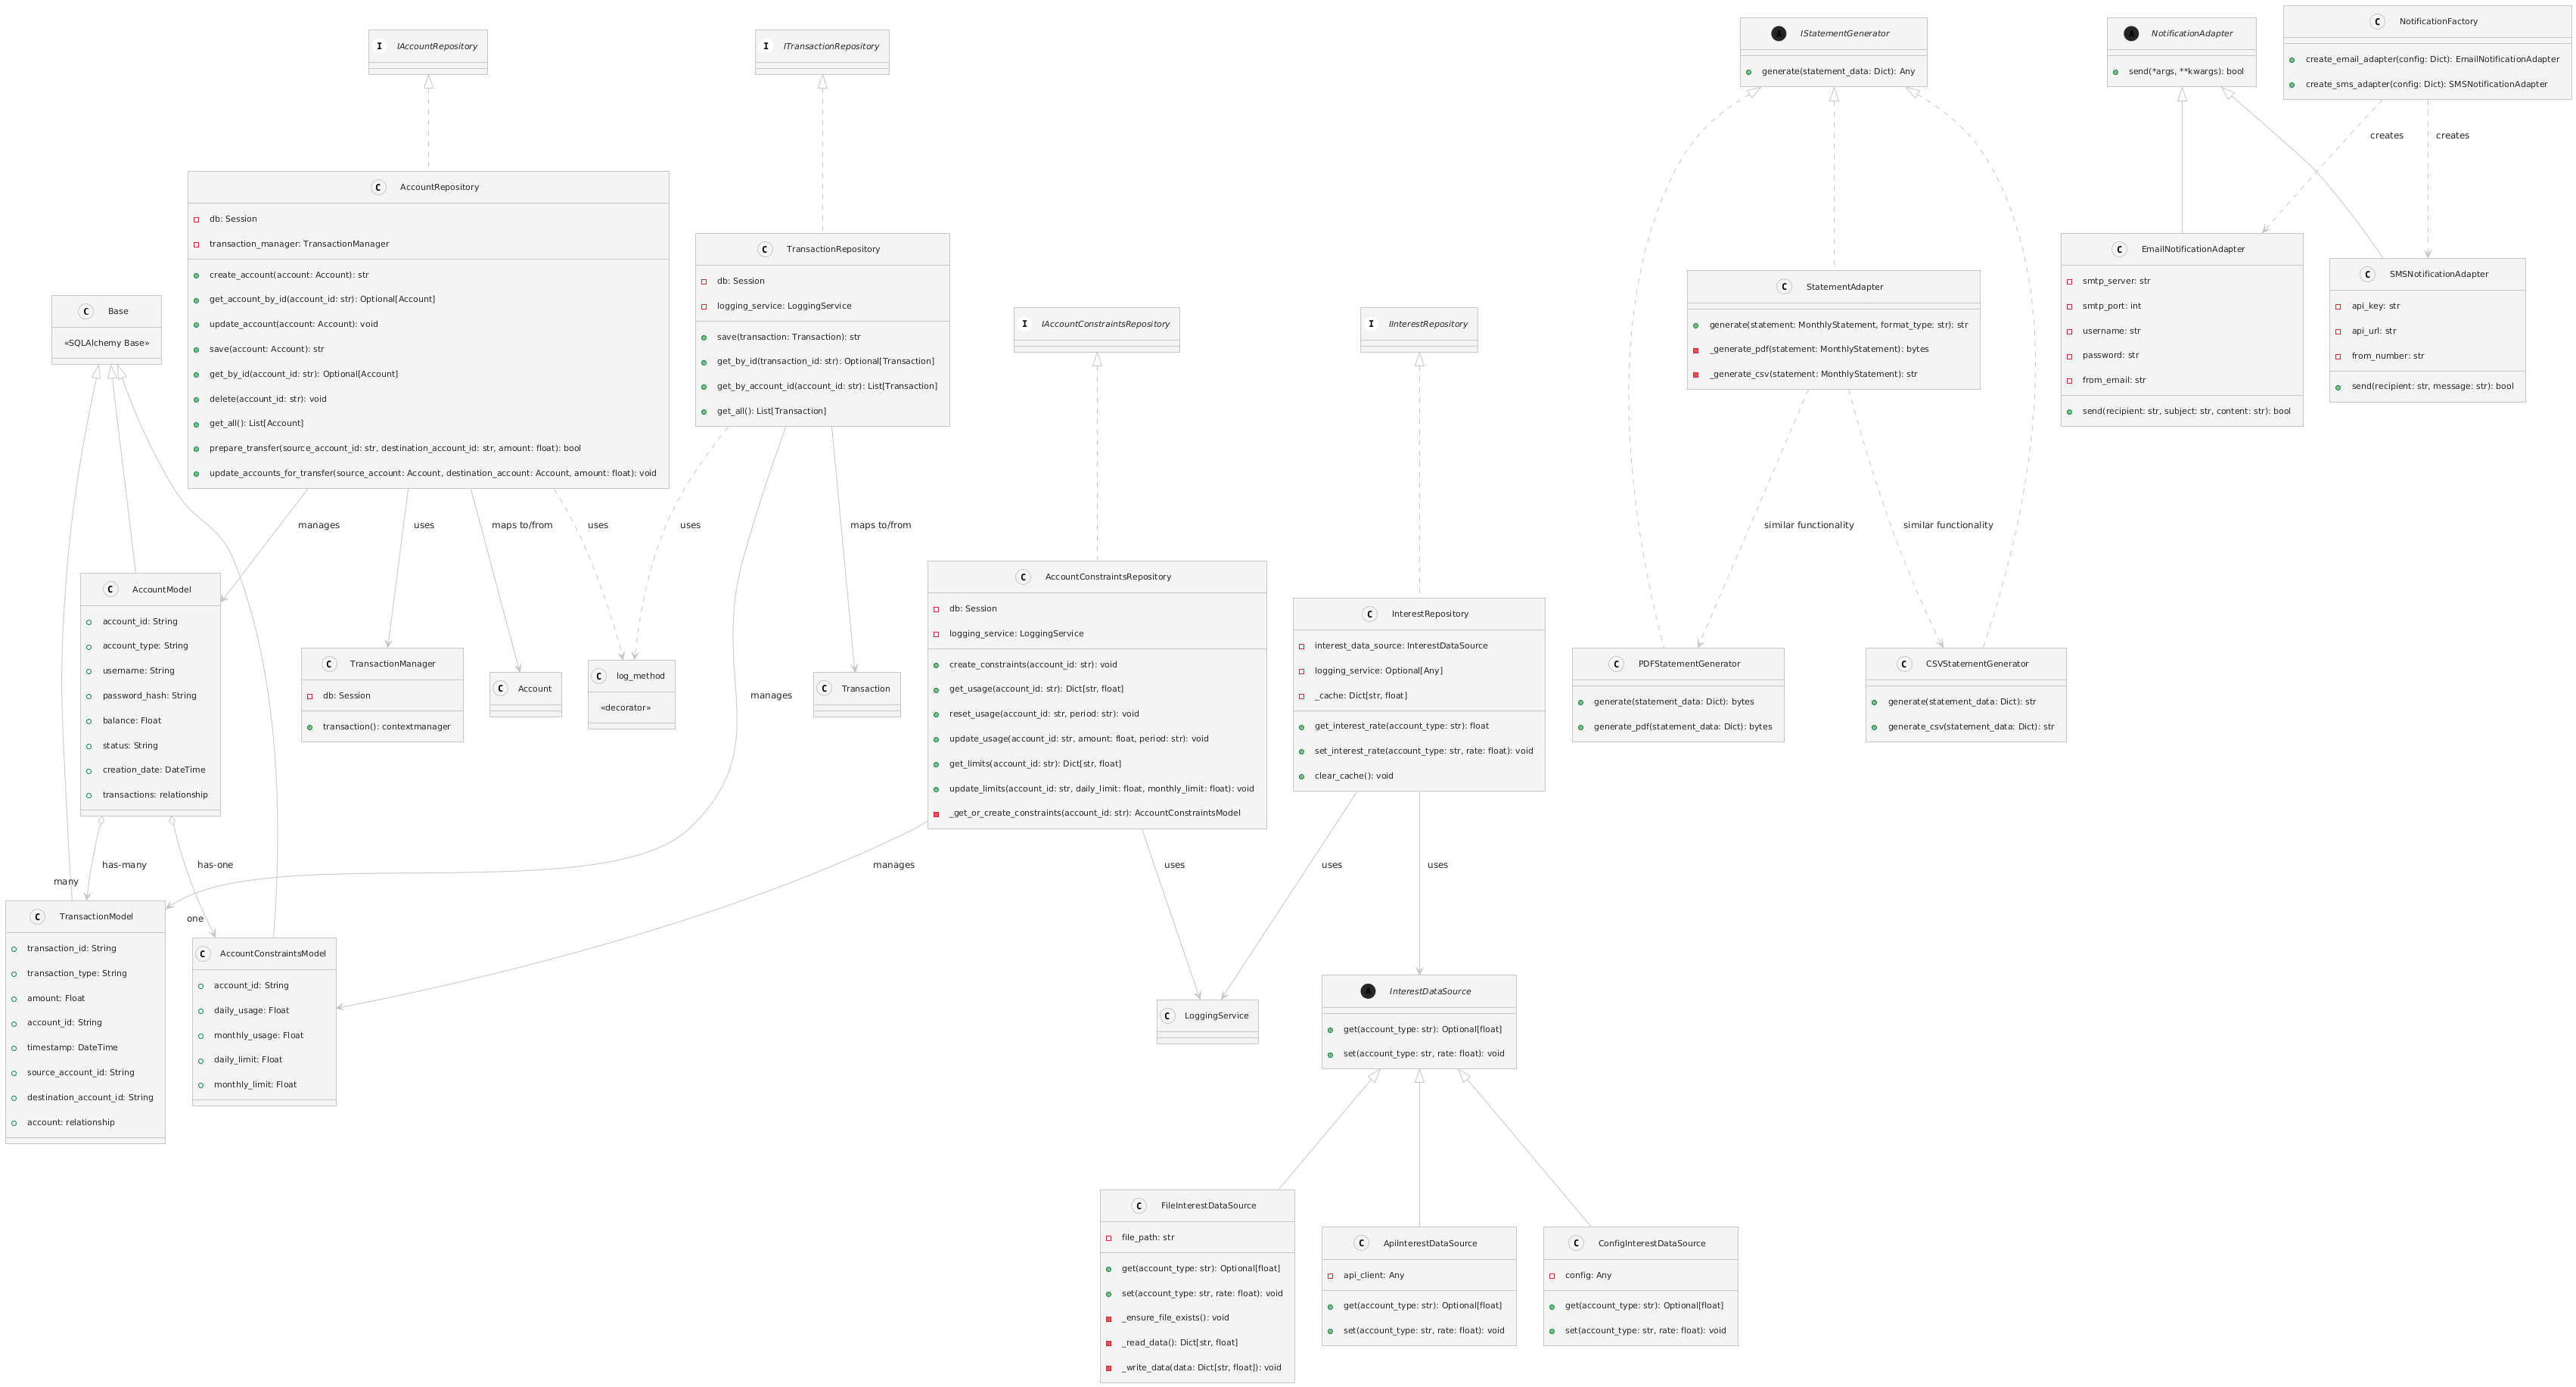 I IAccountRepository
I ITransactionRepository
A IStatementGenerator
generate(statement_data: Dict): Any
A NotificationAdapter
send(*args, **kwargs): bool
C NotificationFactory
create_email_adapter(config: Dict): EmailNotificationAdapter
create_sms_adapter(config: Dict): SMSNotificationAdapter
creates
creates
C AccountRepository
db: Session
transaction_manager: TransactionManager
create_account(account: Account): str
get_account_by_id(account_id: str): Optional[Account]
update_account(account: Account): void
save(account: Account): str
get_by_id(account_id: str): Optional[Account]
delete(account_id: str): void
get_all(): List[Account]
prepare_transfer(source_account_id: str, destination_account_id: str, amount: float): bool
update_accounts_for_transfer(source_account: Account, destination_account: Account, amount: float): void
C TransactionRepository
db: Session
logging_service: LoggingService
save(transaction: Transaction): str
get_by_id(transaction_id: str): Optional[Transaction]
get_by_account_id(account_id: str): List[Transaction]
get_all(): List[Transaction]
C Base
«SQLAlchemy Base»
I IAccountConstraintsRepository
I IInterestRepository
C StatementAdapter
generate(statement: MonthlyStatement, format_type: str): str
_generate_pdf(statement: MonthlyStatement): bytes
_generate_csv(statement: MonthlyStatement): str
C EmailNotificationAdapter
smtp_server: str
smtp_port: int
username: str
password: str
from_email: str
send(recipient: str, subject: str, content: str): bool
C SMSNotificationAdapter
api_key: str
api_url: str
from_number: str
send(recipient: str, message: str): bool
manages
uses
maps to/from
uses
uses
maps to/from
similar functionality
similar functionality
C AccountModel
account_id: String
account_type: String
username: String
password_hash: String
balance: Float
status: String
creation_date: DateTime
transactions: relationship
C TransactionManager
db: Session
transaction(): contextmanager
C Account
C log_method
«decorator»
manages
C Transaction
C AccountConstraintsRepository
db: Session
logging_service: LoggingService
create_constraints(account_id: str): void
get_usage(account_id: str): Dict[str, float]
reset_usage(account_id: str, period: str): void
update_usage(account_id: str, amount: float, period: str): void
get_limits(account_id: str): Dict[str, float]
update_limits(account_id: str, daily_limit: float, monthly_limit: float): void
_get_or_create_constraints(account_id: str): AccountConstraintsModel
C InterestRepository
interest_data_source: InterestDataSource
logging_service: Optional[Any]
_cache: Dict[str, float]
get_interest_rate(account_type: str): float
set_interest_rate(account_type: str, rate: float): void
clear_cache(): void
C PDFStatementGenerator
generate(statement_data: Dict): bytes
generate_pdf(statement_data: Dict): bytes
C CSVStatementGenerator
generate(statement_data: Dict): str
generate_csv(statement_data: Dict): str
has-many
many
has-one
one
manages
uses
uses
uses
C TransactionModel
transaction_id: String
transaction_type: String
amount: Float
account_id: String
timestamp: DateTime
source_account_id: String
destination_account_id: String
account: relationship
C AccountConstraintsModel
account_id: String
daily_usage: Float
monthly_usage: Float
daily_limit: Float
monthly_limit: Float
C LoggingService
A InterestDataSource
get(account_type: str): Optional[float]
set(account_type: str, rate: float): void
C FileInterestDataSource
file_path: str
get(account_type: str): Optional[float]
set(account_type: str, rate: float): void
_ensure_file_exists(): void
_read_data(): Dict[str, float]
_write_data(data: Dict[str, float]): void
C ApiInterestDataSource
api_client: Any
get(account_type: str): Optional[float]
set(account_type: str, rate: float): void
C ConfigInterestDataSource
config: Any
get(account_type: str): Optional[float]
set(account_type: str, rate: float): void